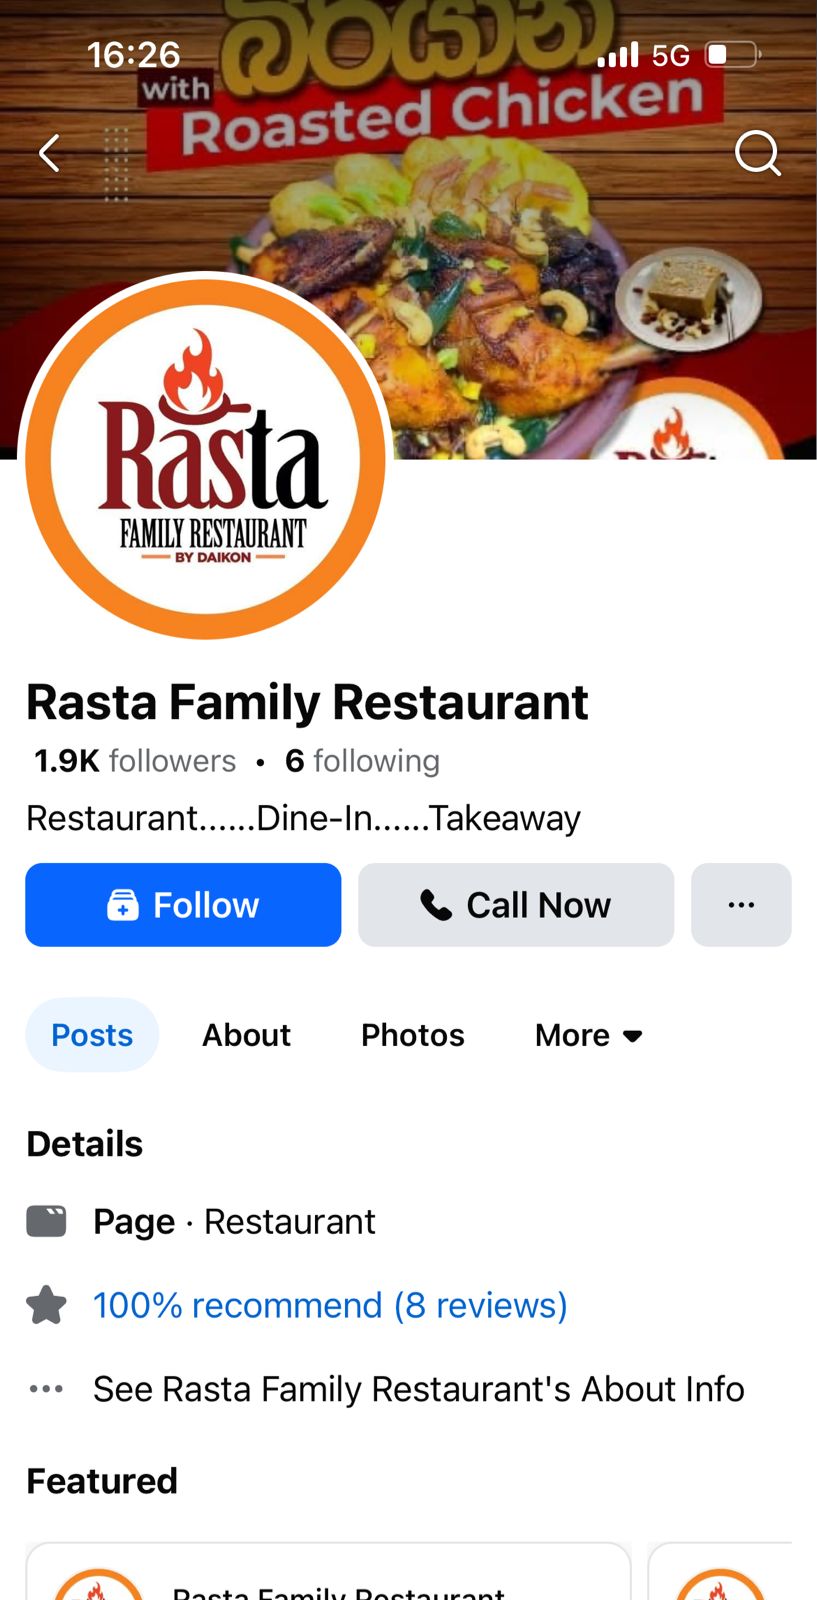 16:26
5G
බිරියානි
with
Roasted Chicken
Rasta
FAMILY RESTAURANT
BY DAIKON
Rasta Family Restaurant
1.9K followers • 6 following
Restaurant......Dine-In......Takeaway
Follow
Call Now
Posts
About
Photos
More
Details
Page · Restaurant
100% recommend (8 reviews)
See Rasta Family Restaurant's About Info
Featured
Rasta Family Restaurant